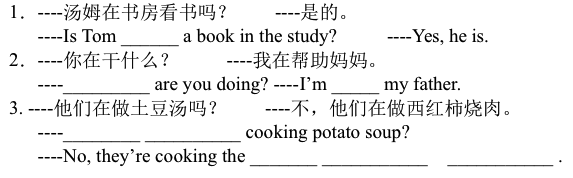 1．----汤姆在书房看书吗？ ----是的。
----Is Tom ______ a book in the study? ----Yes, he is.
2．----你在干什么？ ----我在帮助妈妈。
----__________ are you doing? ----I’m _____ my father.
3. ----他们在做土豆汤吗？ ----不，他们在做西红柿烧肉。
----________ __________ cooking potato soup?
----No, they’re cooking the _______ ___________ ___________ .